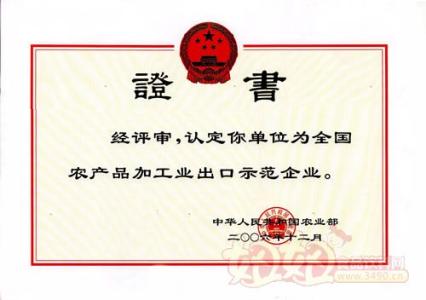 證書
经评审，认定你单位为全国
农产品加工业出口示范企业。
中华人民共和国农业部
二〇〇六年十二月
www.3490.cn